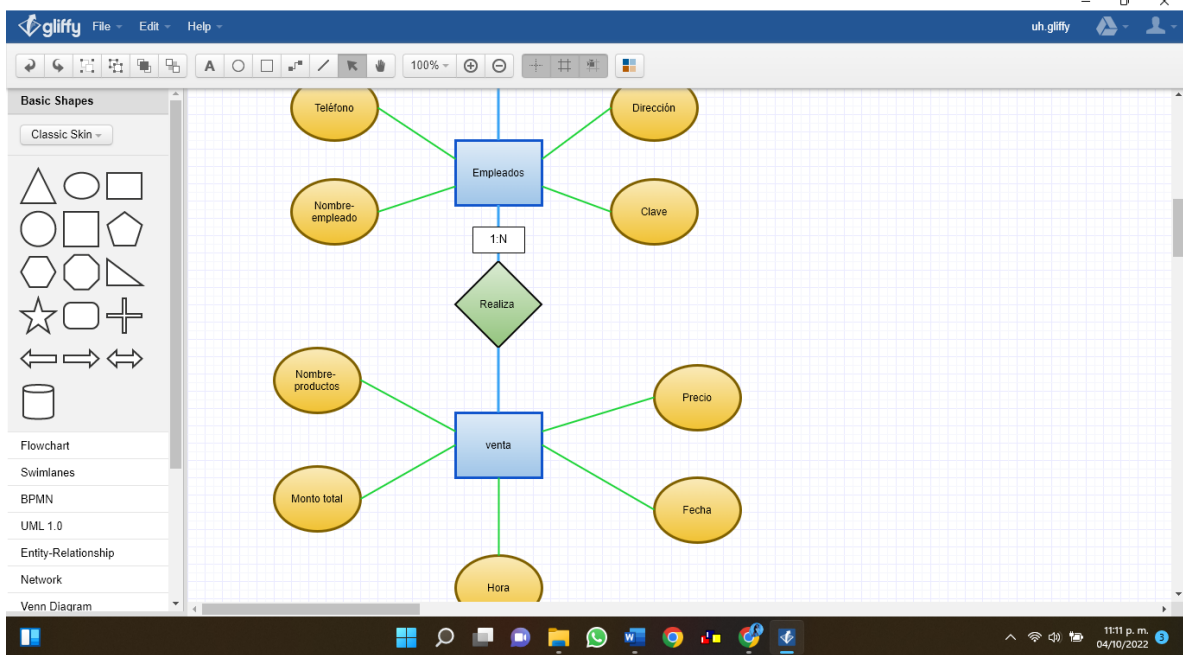 gliffy File Edit Help uh.gliffy
A 100%
Basic Shapes
Classic Skin
Flowchart
Swimlanes
BPMN
UML 1.0
Entity-Relationship
Network
Venn Diagram
Teléfono
Dirección
Empleados
Nombre-
empleado
Clave
1:N
Realiza
Nombre-
productos
Precio
venta
Monto total
Fecha
Hora
11:11 p. m.
04/10/2022
3